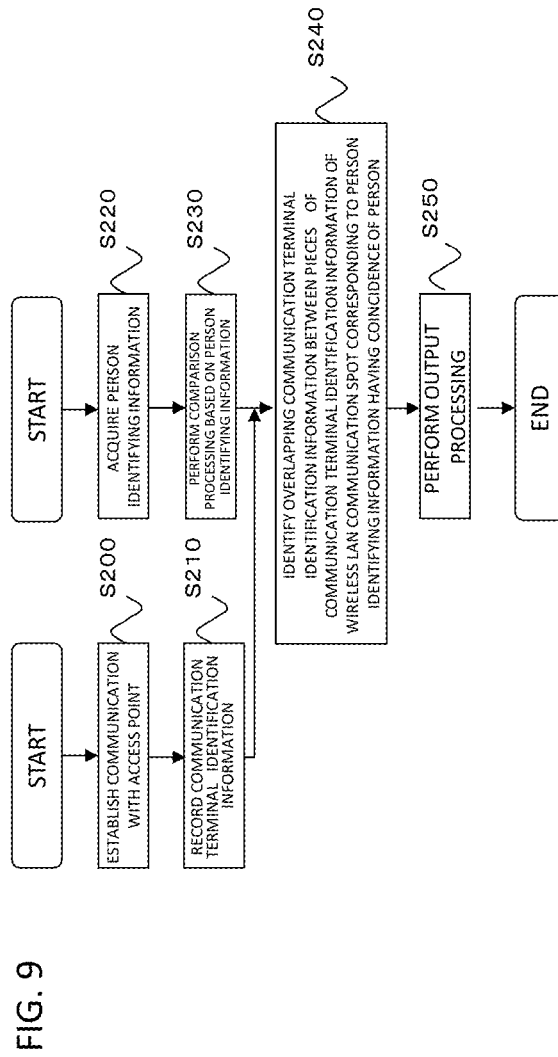 FIG. 9
START
ESTABLISH COMMUNICATION
WITH ACCESS POINT
S200
RECORD COMMUNICATION
TERMINAL IDENTIFICATION
INFORMATION
S210
START
ACQUIRE PERSON
IDENTIFYING INFORMATION
S220
PERFORM COMPARISON
PROCESSING BASED ON PERSON
IDENTIFYING INFORMATION
S230
IDENTIFY OVERLAPPING COMMUNICATION TERMINAL
IDENTIFICATION INFORMATION BETWEEN PIECES OF
COMMUNICATION TERMINAL IDENTIFICATION INFORMATION OF
WIRELESS LAN COMMUNICATION SPOT CORRESPONDING TO PERSON
IDENTIFYING INFORMATION HAVING COINCIDENCE OF PERSON
S240
PERFORM OUTPUT
PROCESSING
S250
END